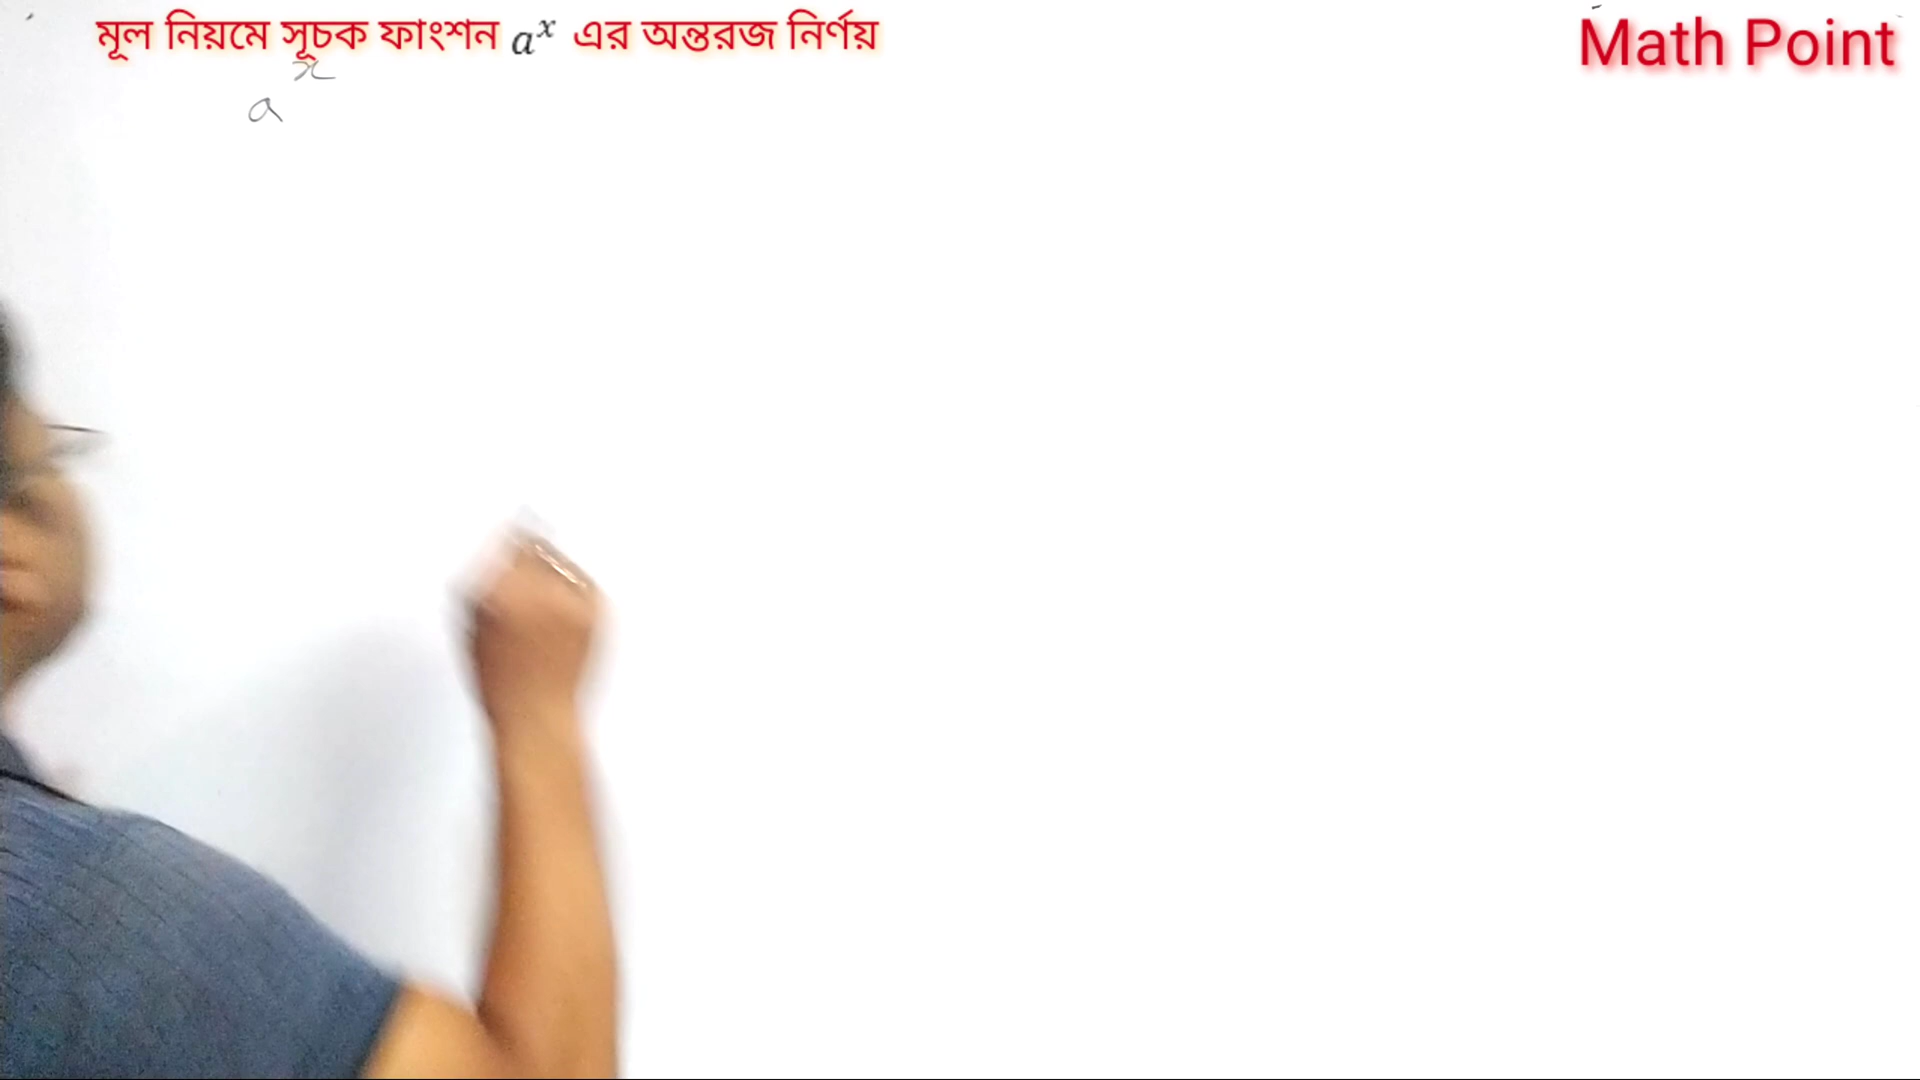 মূল নিয়মে সূচক ফাংশন aˣ এর অন্তরজ নির্ণয়
Math Point
aˣ